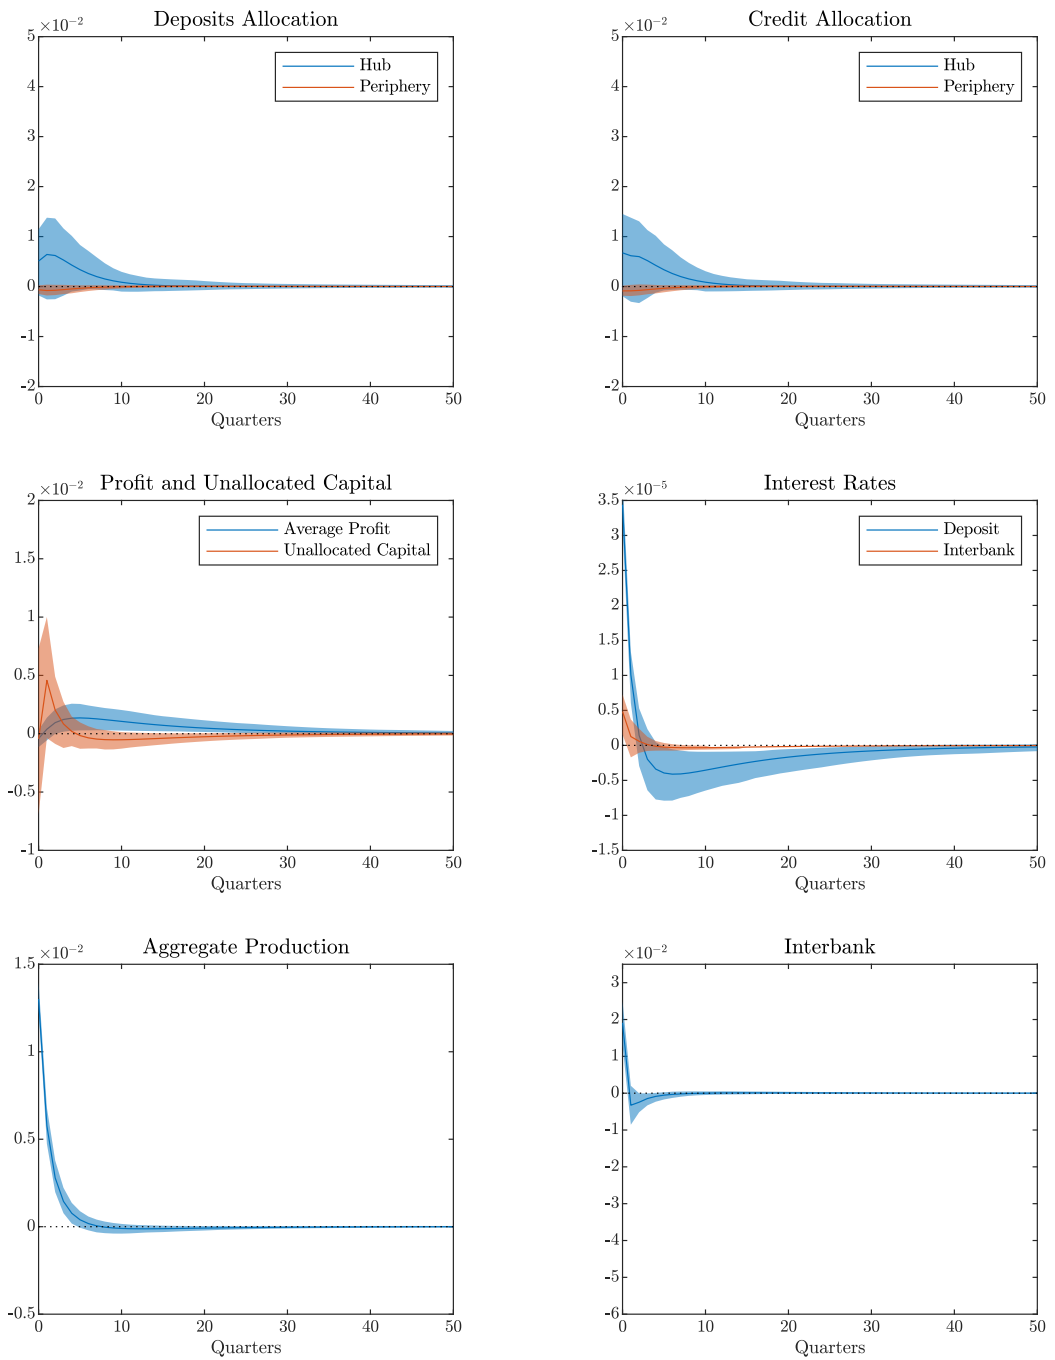 Deposits Allocation
×10⁻²
5
4
3
2
1
0
-1
-2
0 10 20 30 40 50
Quarters
Hub
Periphery
Credit Allocation
×10⁻²
5
4
3
2
1
0
-1
-2
0 10 20 30 40 50
Quarters
Hub
Periphery
Profit and Unallocated Capital
×10⁻²
2
1.5
1
0.5
0
-0.5
-1
0 10 20 30 40 50
Quarters
Average Profit
Unallocated Capital
Interest Rates
×10⁻⁵
3.5
3
2.5
2
1.5
1
0.5
0
-0.5
-1
-1.5
0 10 20 30 40 50
Quarters
Deposit
Interbank
Aggregate Production
×10⁻²
1.5
1
0.5
0
-0.5
0 10 20 30 40 50
Quarters
Interbank
×10⁻²
3
2
1
0
-1
-2
-3
-4
-5
-6
0 10 20 30 40 50
Quarters